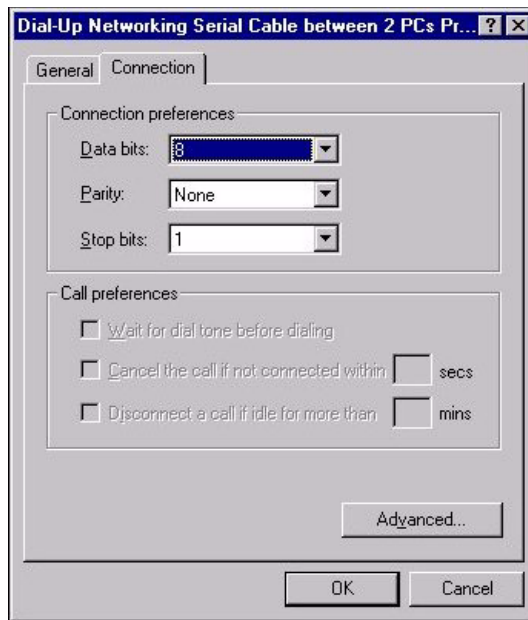 Dial-Up Networking Serial Cable between 2 PCs Pr... ? X
General Connection
Connection preferences
Data bits: 8
Parity: None
Stop bits: 1
Call preferences
Wait for dial tone before dialing
Cancel the call if not connected within secs
Disconnect a call if idle for more than mins
Advanced...
OK Cancel